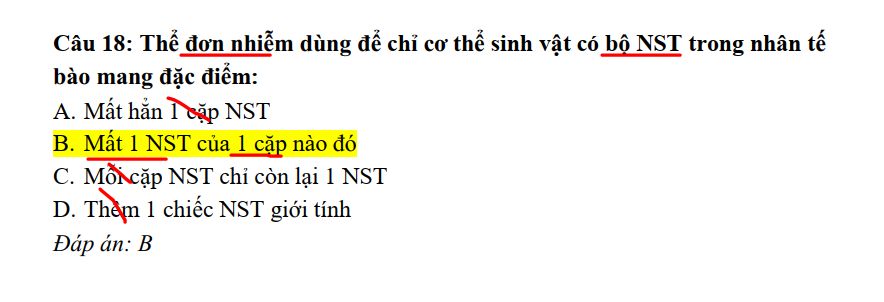 Câu 18: Thể đơn nhiễm dùng để chỉ cơ thể sinh vật có bộ NST trong nhân tế
bào mang đặc điểm:
A. Mất hẳn 1 cặp NST
B. Mất 1 NST của 1 cặp nào đó
C. Mỗi cặp NST chỉ còn lại 1 NST
D. Thêm 1 chiếc NST giới tính
Đáp án: B